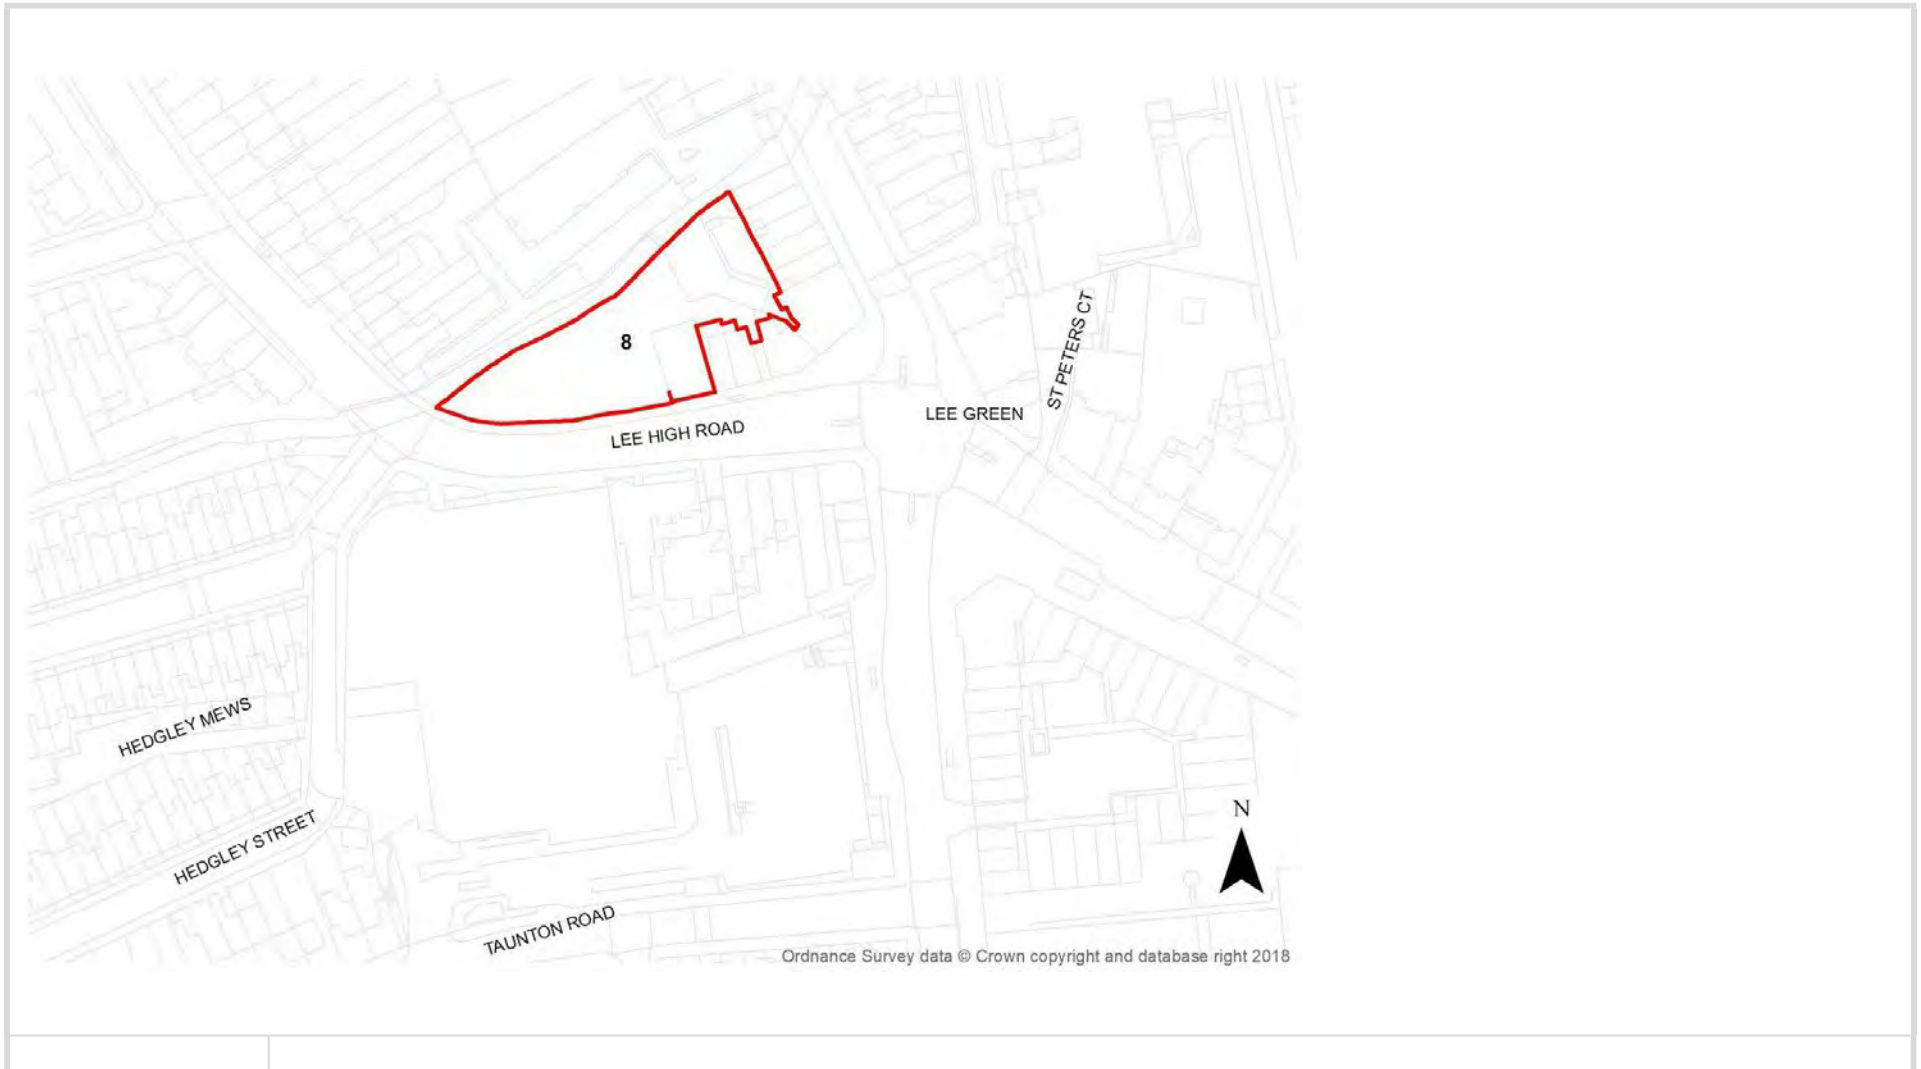 8
ST PETERS CT
LEE GREEN
LEE HIGH ROAD
HEDGLEY MEWS
HEDGLEY STREET
TAUNTON ROAD
N
Ordnance Survey data © Crown copyright and database right 2018